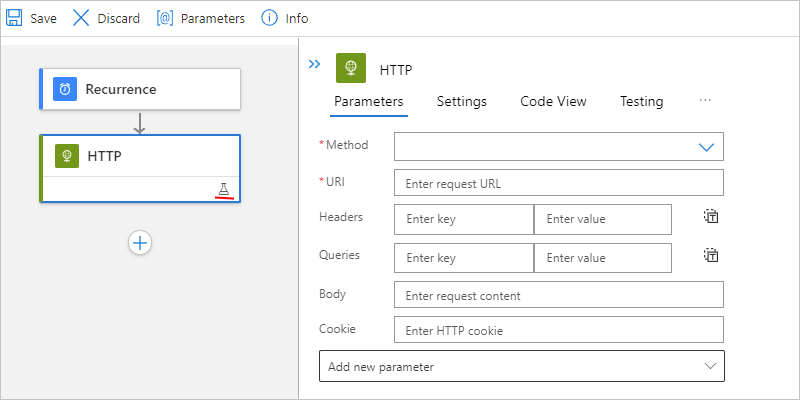 Save Discard [@] Parameters Info
Recurrence
HTTP
HTTP
Parameters Settings Code View Testing ...
* Method
* URI Enter request URL
Headers Enter key Enter value
Queries Enter key Enter value
Body Enter request content
Cookie Enter HTTP cookie
Add new parameter